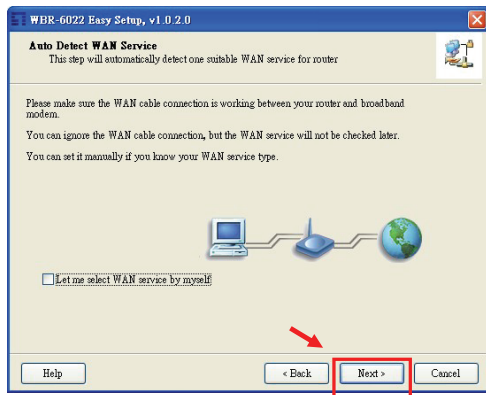 WBR-6022 Easy Setup, v1.0.2.0
Auto Detect WAN Service
This step will automatically detect one suitable WAN service for router
Please make sure the WAN cable connection is working between your router and broadband
modem.
You can ignore the WAN cable connection, but the WAN service will not be checked later.
You can set it manually if you know your WAN service type.
Let me select WAN service by myself
Help
< Back
Next >
Cancel